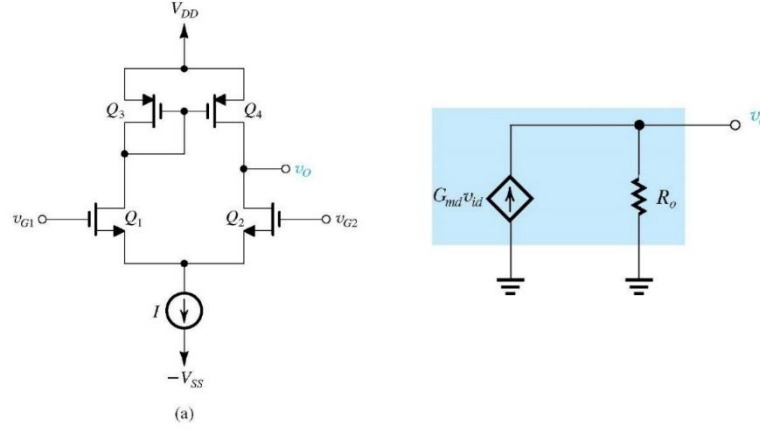 V_DD
Q_3
Q_4
v_O
v_G1
Q_1
Q_2
v_G2
I
−V_SS
(a)
G_md v_id
R_o